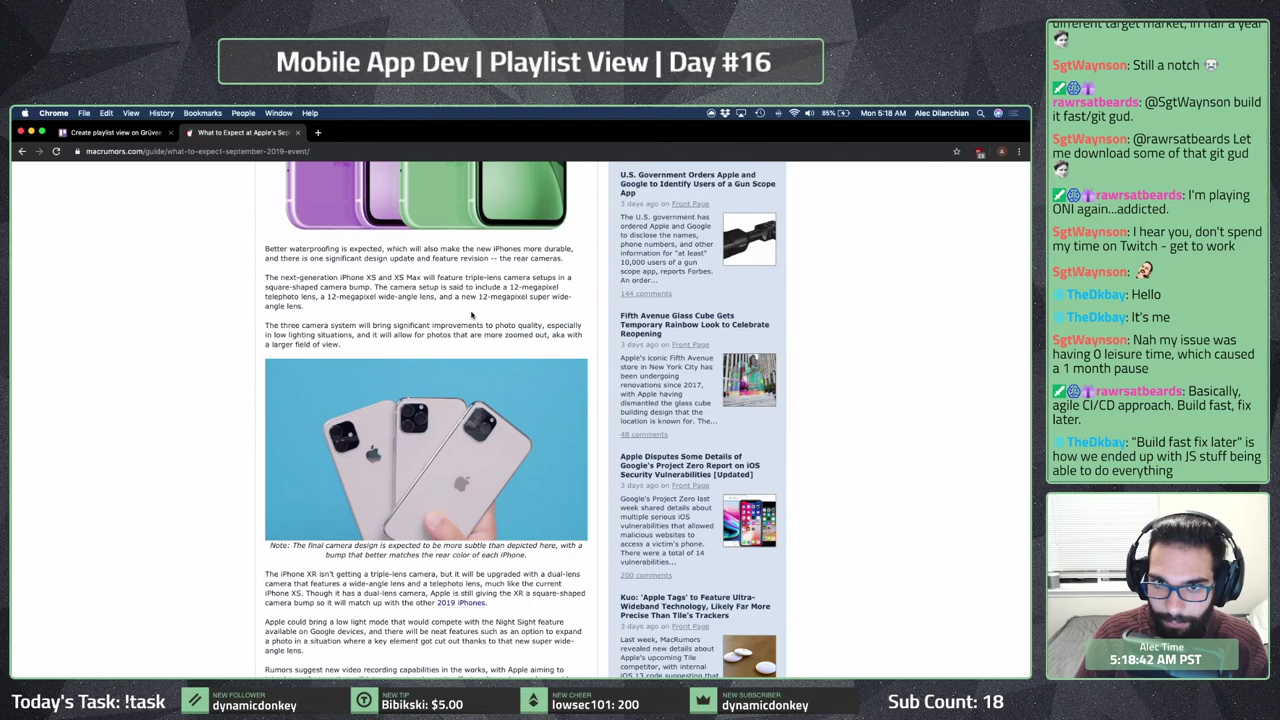 Mobile App Dev | Playlist View | Day #16
Chrome File Edit View History Bookmarks People Window Help
85% Mon 5:18 AM Alec Dilanchian
Create playlist view on Grüve
What to Expect at Apple's Sep
macrumors.com/guide/what-to-expect-september-2019-event/
Better waterproofing is expected, which will also make the new iPhones more durable,
and there is one significant design update and feature revision -- the rear cameras.
The next-generation iPhone XS and XS Max will feature triple-lens camera setups in a
square-shaped camera bump. The camera setup is said to include a 12-megapixel
telephoto lens, a 12-megapixel wide-angle lens, and a new 12-megapixel super wide-
angle lens.
The three camera system will bring significant improvements to photo quality, especially
in low lighting situations, and it will allow for photos that are more zoomed out, aka with
a larger field of view.
Note: The final camera design is expected to be more subtle than depicted here, with a
bump that better matches the rear color of each iPhone.
The iPhone XR isn't getting a triple-lens camera, but it will be upgraded with a dual-lens
camera that features a wide-angle lens and a telephoto lens, much like the current
iPhone XS. Though it has a dual-lens camera, Apple is still giving the XR a square-shaped
camera bump so it will match up with the other 2019 iPhones.
Apple could bring a low light mode that would compete with the Night Sight feature
available on Google devices, and there will be neat features such as an option to expand
a photo in a situation where a key element got cut out thanks to that new super wide-
angle lens.
Rumors suggest new video recording capabilities in the works, with Apple aiming to
U.S. Government Orders Apple and
Google to Identify Users of a Gun Scope
App
3 days ago on Front Page
The U.S. government has
ordered Apple and Google
to disclose the names,
phone numbers, and other
information for "at least"
10,000 users of a gun
scope app, reports Forbes.
An order...
144 comments
Fifth Avenue Glass Cube Gets
Temporary Rainbow Look to Celebrate
Reopening
3 days ago on Front Page
Apple's iconic Fifth Avenue
store in New York City has
been undergoing
renovations since 2017,
with Apple having
dismantled the glass cube
building design that the
location is known for. The...
48 comments
Apple Disputes Some Details of
Google's Project Zero Report on iOS
Security Vulnerabilities [Updated]
3 days ago on Front Page
Google's Project Zero last
week shared details about
multiple serious iOS
vulnerabilities that allowed
malicious websites to
access a victim's phone.
There were a total of 14
vulnerabilities...
200 comments
Kuo: 'Apple Tags' to Feature Ultra-
Wideband Technology, Likely Far More
Precise Than Tile's Trackers
3 days ago on Front Page
Last week, MacRumors
revealed new details about
Apple's upcoming Tile
competitor, with internal
iOS 13 code suggesting that
different target market, in half a year
SgtWaynson: Still a notch
rawrsatbeards: @SgtWaynson build
it fast/git gud.
SgtWaynson: @rawrsatbeards Let
me download some of that git gud
rawrsatbeards: I'm playing
ONI again...addicted.
SgtWaynson: I hear you, don't spend
my time on Twitch - get to work
SgtWaynson:
TheDkbay: Hello
TheDkbay: It's me
SgtWaynson: Nah my issue was
having 0 leisure time, which caused
a 1 month pause
rawrsatbeards: Basically,
agile CI/CD approach. Build fast, fix
later.
TheDkbay: "Build fast fix later" is
how we ended up with JS stuff being
able to do everything
Alec Time
5:18:42 AM PST
Today's Task: !task
NEW FOLLOWER
dynamicdonkey
NEW TIP
Bibikski: $5.00
NEW CHEER
lowsec101: 200
NEW SUBSCRIBER
dynamicdonkey
Sub Count: 18